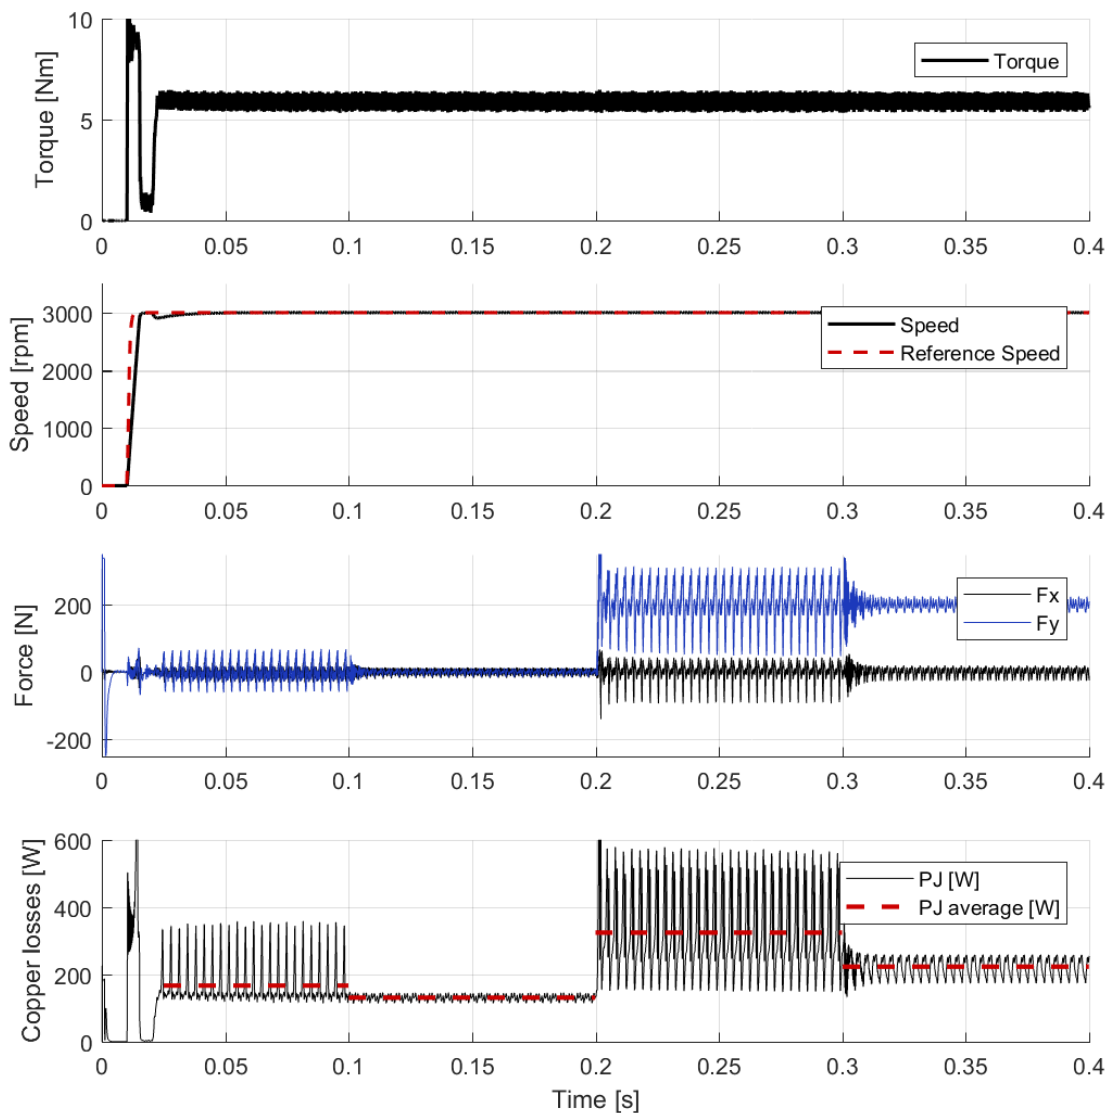 10
5
0
Torque [Nm]
Torque
0 0.05 0.1 0.15 0.2 0.25 0.3 0.35 0.4
3000
2000
1000
0
Speed [rpm]
Speed
Reference Speed
0 0.05 0.1 0.15 0.2 0.25 0.3 0.35 0.4
200
0
-200
Force [N]
Fx
Fy
0 0.05 0.1 0.15 0.2 0.25 0.3 0.35 0.4
600
400
200
0
Copper losses [W]
PJ [W]
PJ average [W]
0 0.05 0.1 0.15 0.2 0.25 0.3 0.35 0.4
Time [s]